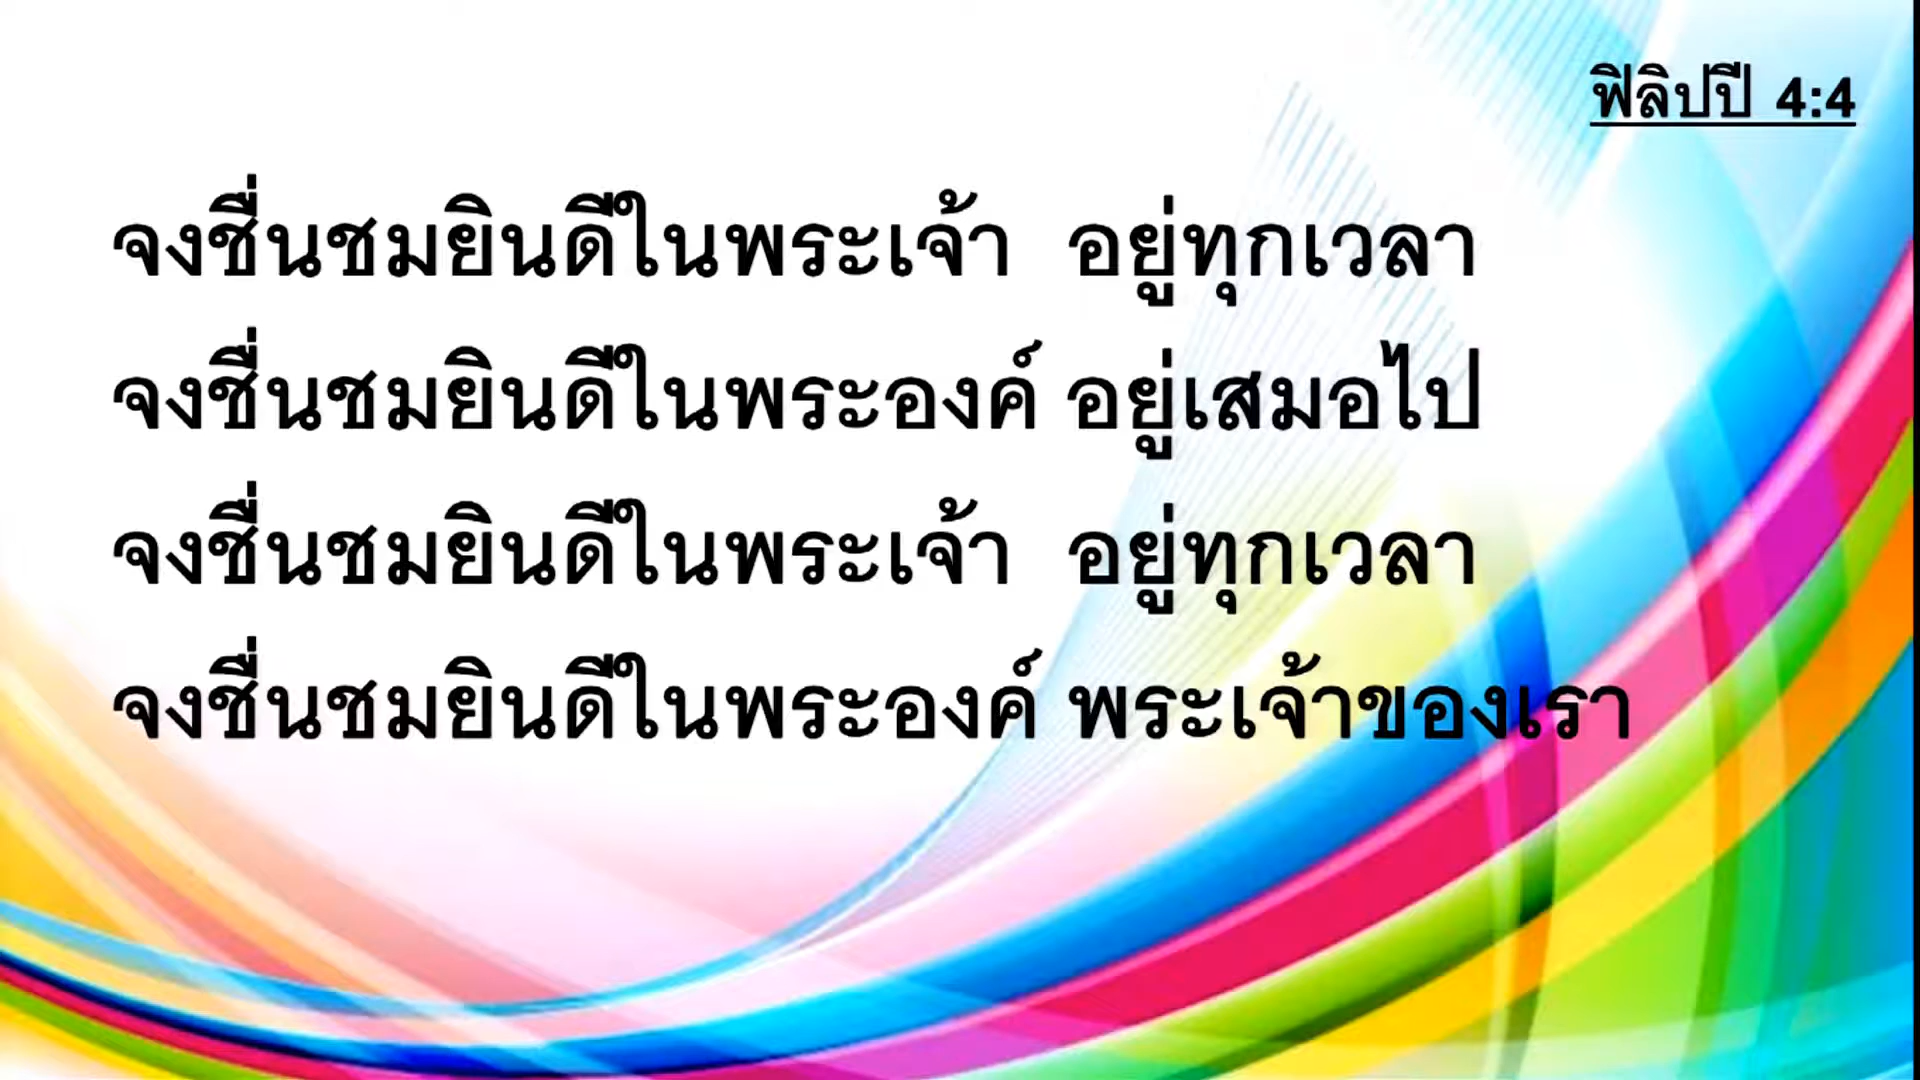 ฟิลิปปี 4:4
จงชื่นชมยินดีในพระเจ้า อยู่ทุกเวลา
จงชื่นชมยินดีในพระองค์ อยู่เสมอไป
จงชื่นชมยินดีในพระเจ้า อยู่ทุกเวลา
จงชื่นชมยินดีในพระองค์ พระเจ้าของเรา